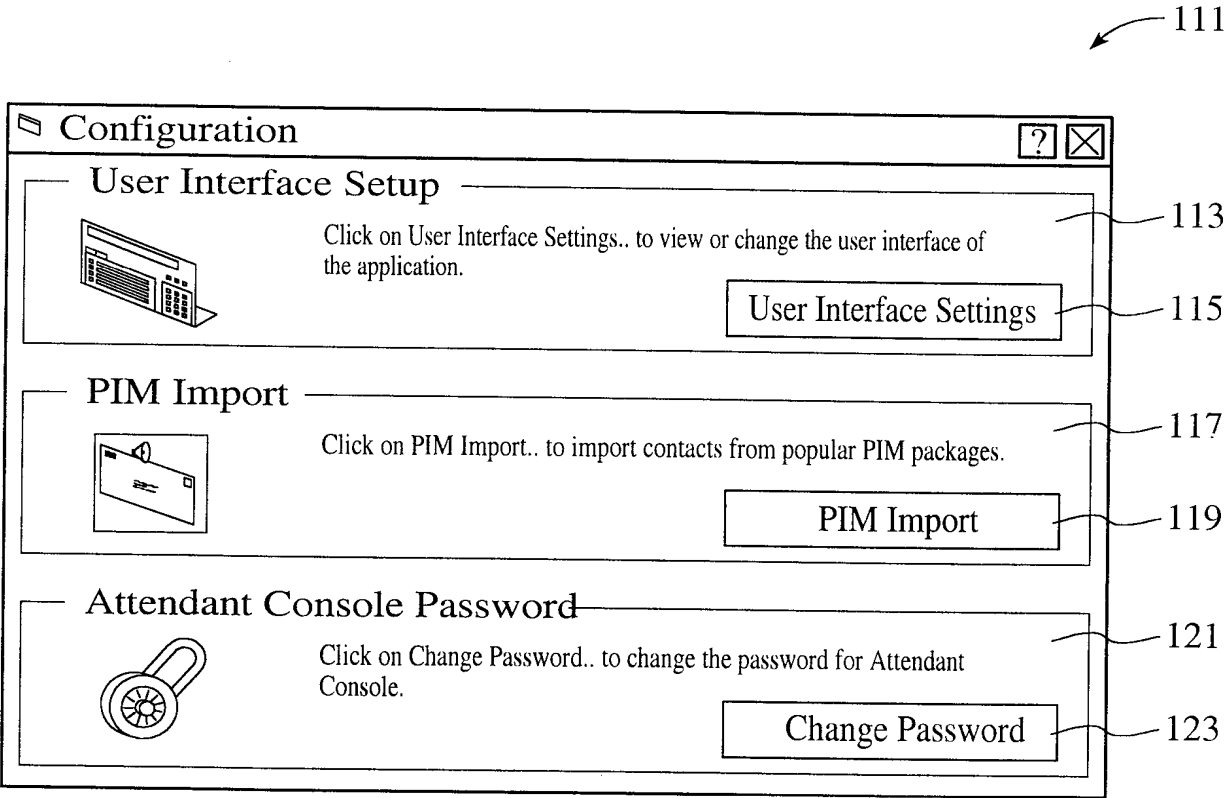 111
Configuration ?
User Interface Setup
113
Click on User Interface Settings.. to view or change the user interface of
the application.
User Interface Settings
115
PIM Import
117
Click on PIM Import.. to import contacts from popular PIM packages.
PIM Import
119
Attendant Console Password
121
Click on Change Password.. to change the password for Attendant
Console.
Change Password
123